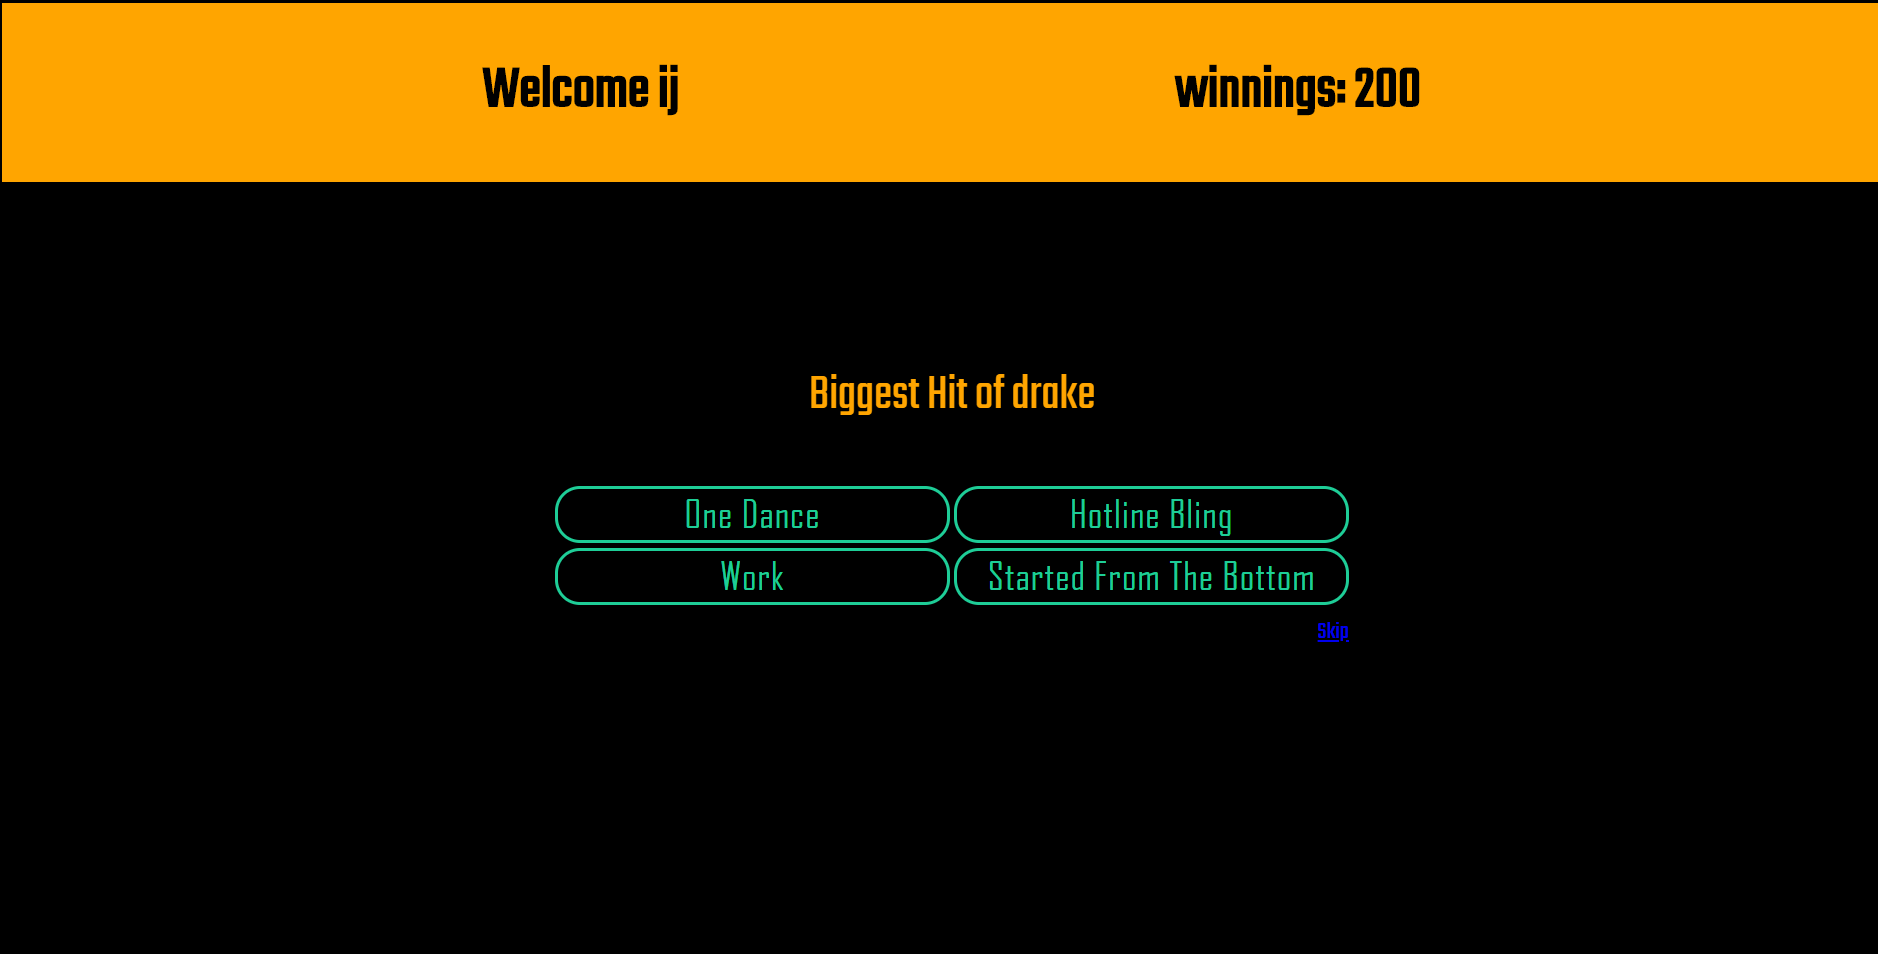 Welcome ij
winnings: 200
Biggest Hit of drake
One Dance
Hotline Bling
Work
Started From The Bottom
Skip